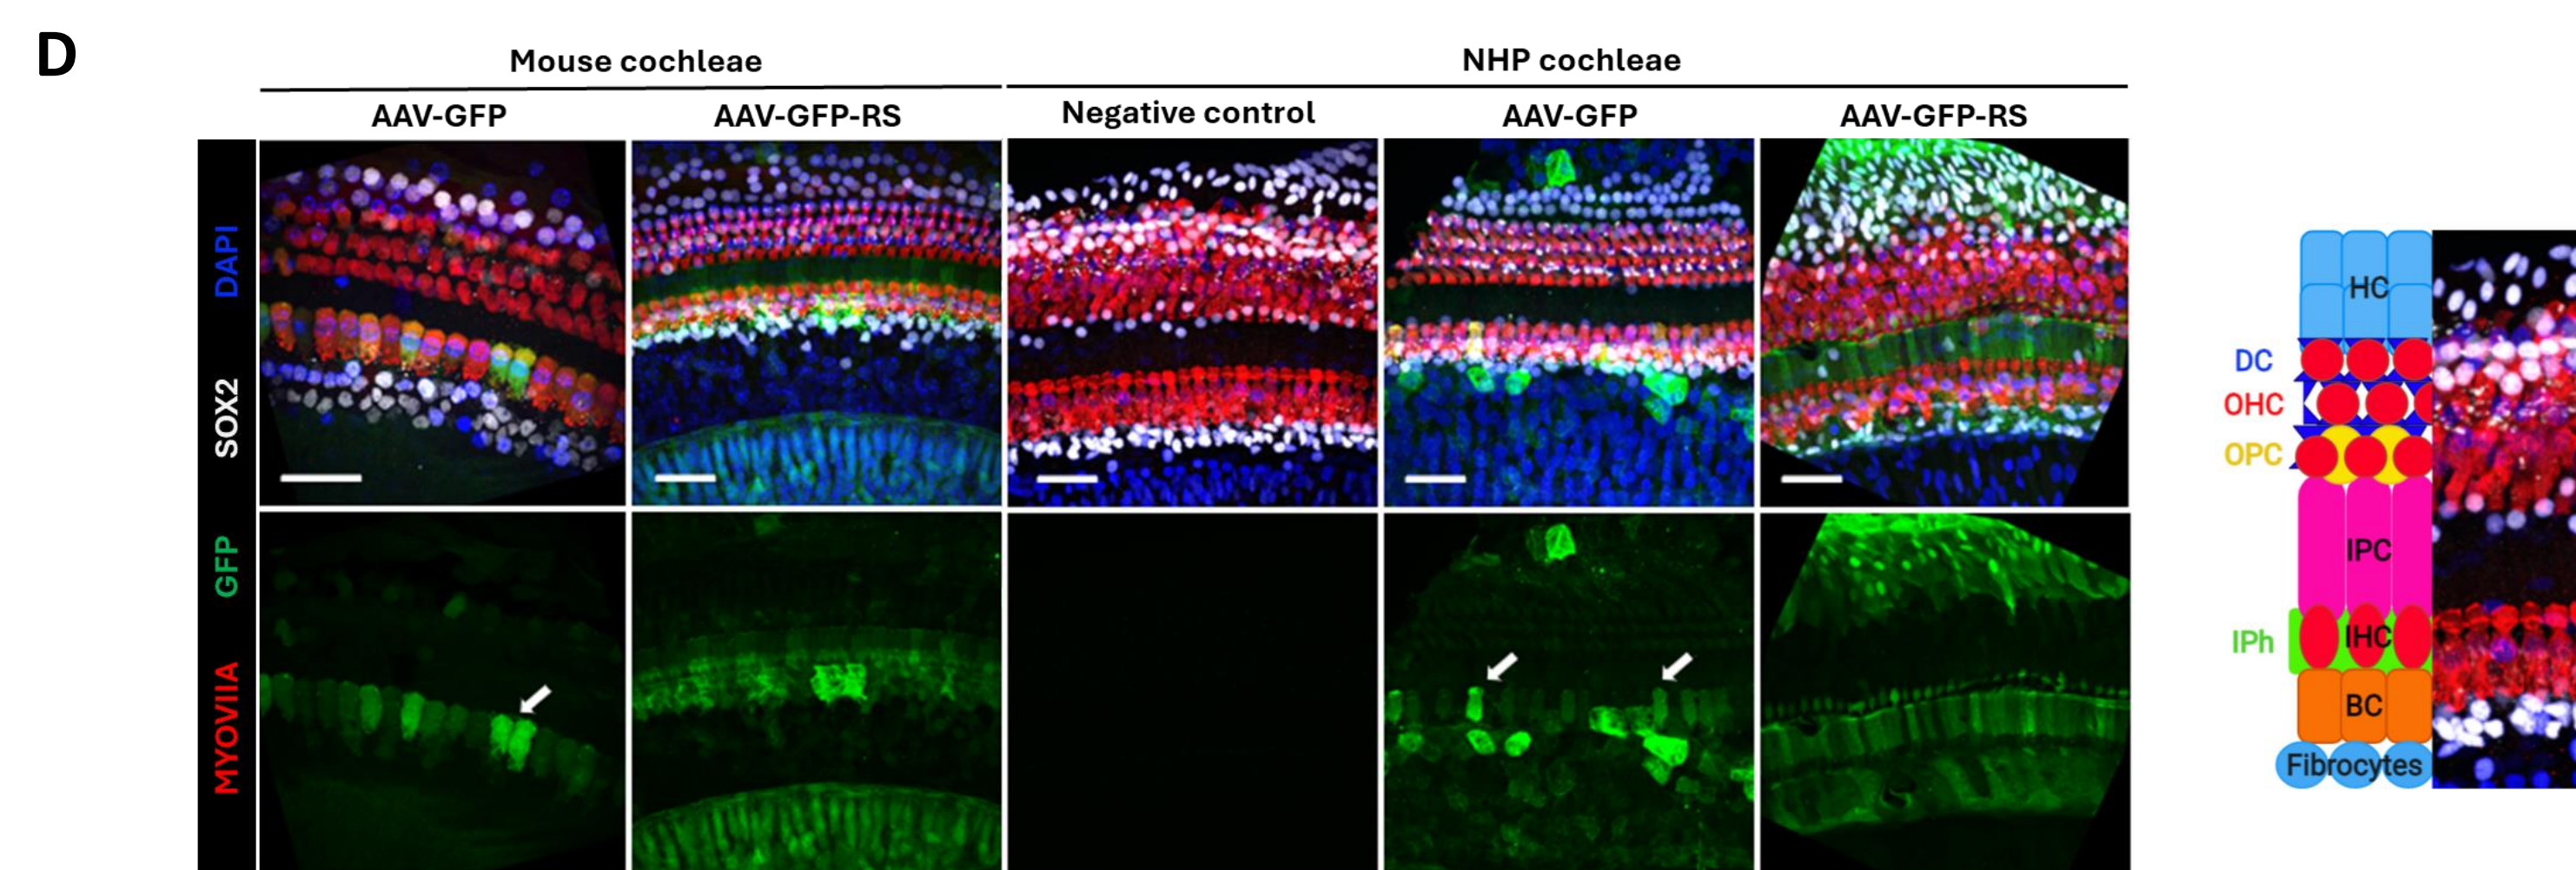 D
Mouse cochleae
NHP cochleae
AAV-GFP
AAV-GFP-RS
Negative control
AAV-GFP
AAV-GFP-RS
DAPI
SOX2
GFP
MYOVIIA
HC
DC
OHC
OPC
IPC
IPh
IHC
BC
Fibrocytes